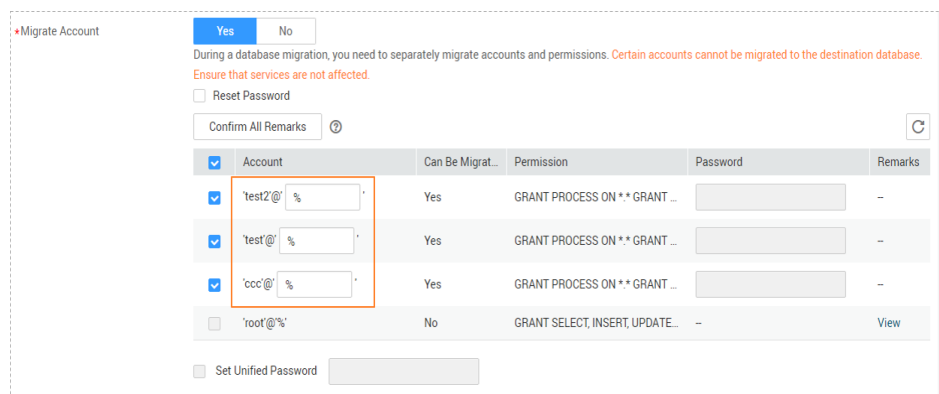 *Migrate Account
Yes No
During a database migration, you need to separately migrate accounts and permissions. Certain accounts cannot be migrated to the destination database.
Ensure that services are not affected.
Reset Password
Confirm All Remarks ?
Account Can Be Migrat... Permission Password Remarks
'test2'@' % ' Yes GRANT PROCESS ON *.* GRANT ... --
'test'@' % ' Yes GRANT PROCESS ON *.* GRANT ... --
'ccc'@' % ' Yes GRANT PROCESS ON *.* GRANT ... --
'root'@'%' No GRANT SELECT, INSERT, UPDATE... -- View
Set Unified Password